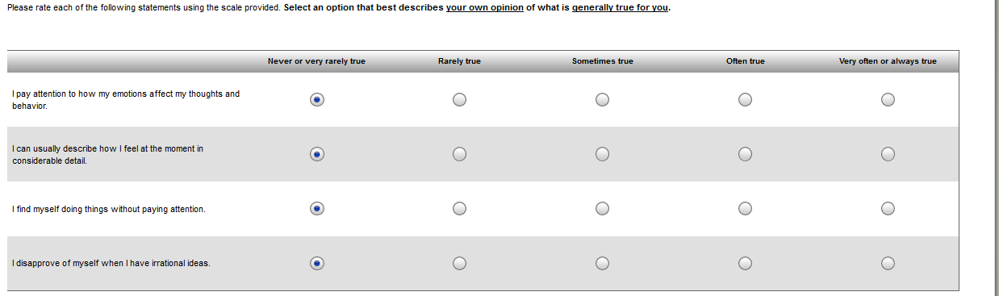 Please rate each of the following statements using the scale provided. Select an option that best describes your own opinion of what is generally true for you.
Never or very rarely true Rarely true Sometimes true Often true Very often or always true
I pay attention to how my emotions affect my thoughts and
behavior.
I can usually describe how I feel at the moment in
considerable detail.
I find myself doing things without paying attention.
I disapprove of myself when I have irrational ideas.